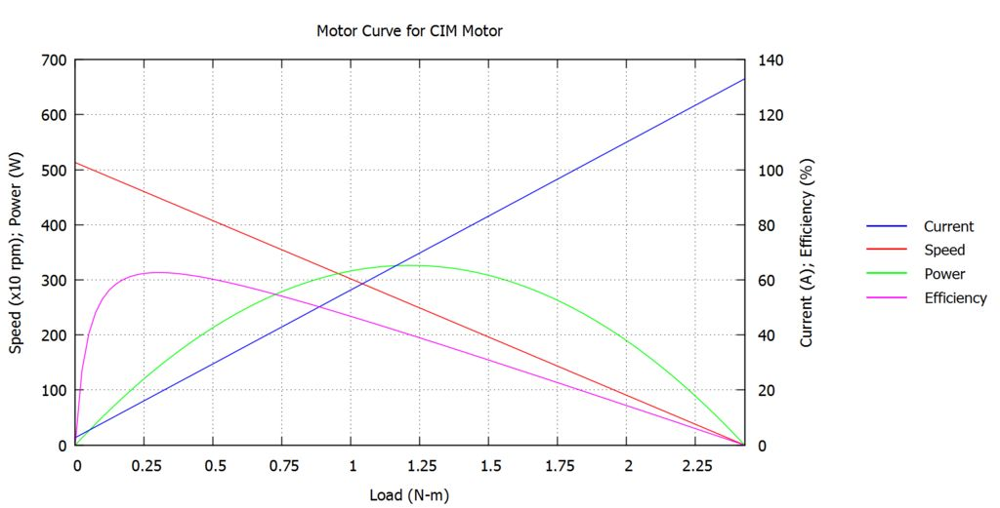 Motor Curve for CIM Motor
700
600
500
400
300
200
100
0
Speed (x10 rpm); Power (W)
140
120
100
80
60
40
20
0
Current (A); Efficiency (%)
Current
Speed
Power
Efficiency
0 0.25 0.5 0.75 1 1.25 1.5 1.75 2 2.25
Load (N-m)